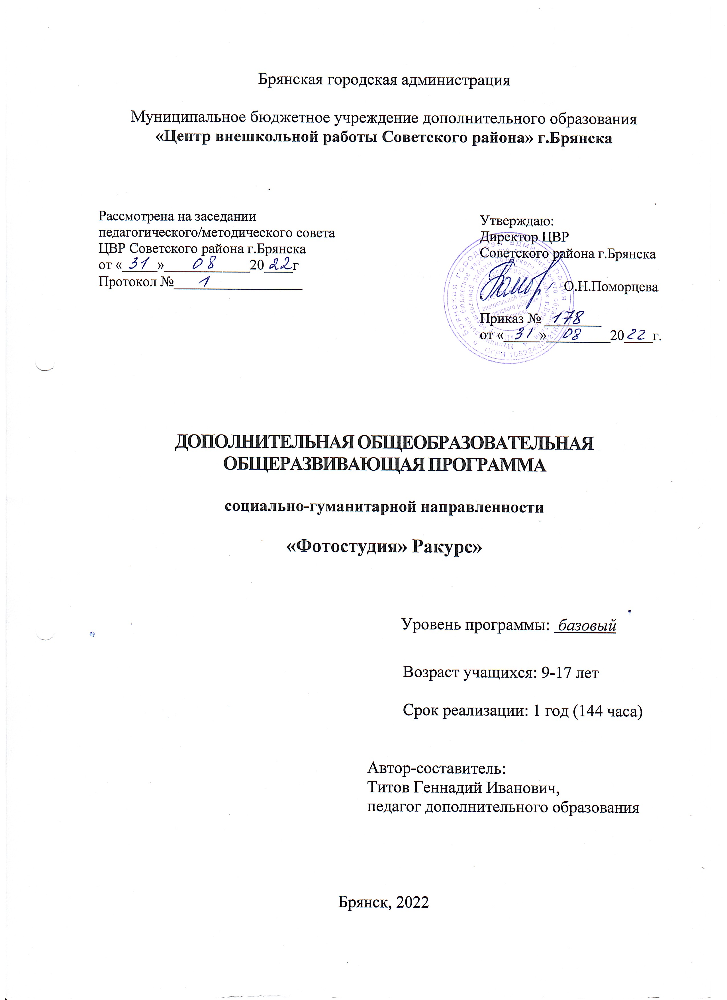 Брянская городская администрация
Муниципальное бюджетное учреждение дополнительного образования
«Центр внешкольной работы Советского района» г.Брянска
Рассмотрена на заседании
педагогического/методического совета
ЦВР Советского района г.Брянска
от «31» 08 2022г
Протокол № 1
Утверждаю:
Директор ЦВР
Советского района г.Брянска
О.Н.Поморцева
Приказ № 178
от «31» 08 2022 г.
ДОПОЛНИТЕЛЬНАЯ ОБЩЕОБРАЗОВАТЕЛЬНАЯ
ОБЩЕРАЗВИВАЮЩАЯ ПРОГРАММА
социально-гуманитарной направленности
«Фотостудия» Ракурс»
Уровень программы: базовый
Возраст учащихся: 9-17 лет
Срок реализации: 1 год (144 часа)
Автор-составитель:
Титов Геннадий Иванович,
педагог дополнительного образования
Брянск, 2022